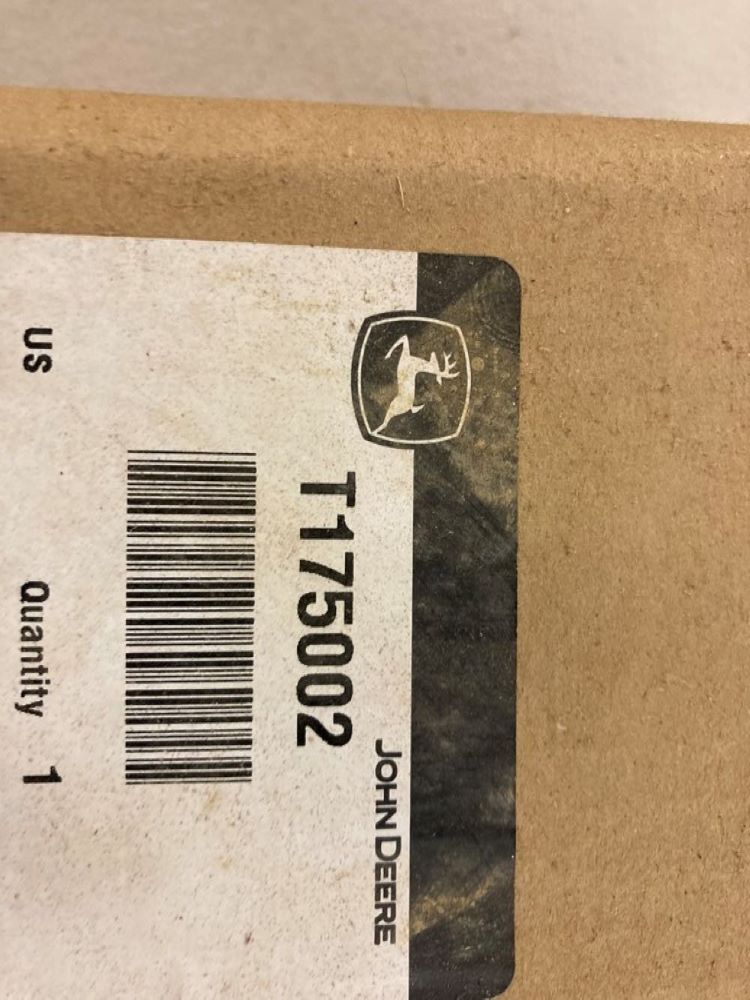 JOHN DEERE
T175002
US
Quantity 1